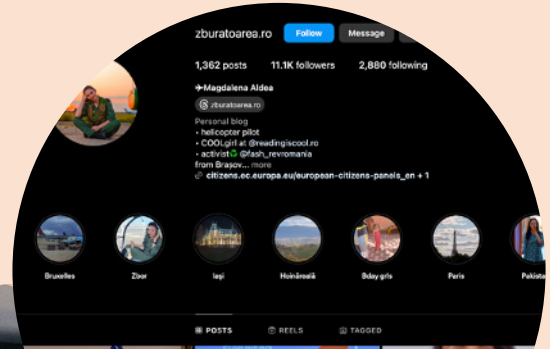 zburatoarea.ro Follow Message
1,362 posts 11.1K followers 2,880 following
✈Magdalena Aldea
zburatoarea.ro
Personal blog
• helicopter pilot
• COOLgirl at @readingiscool.ro
• activist♻ @fash_revromania
from Brașov... more
citizens.ec.europa.eu/european-citizens-panels_en + 1
Bruxelles Zbor Iași Hoinăreală Bday grls Paris Pakista
POSTS REELS TAGGED